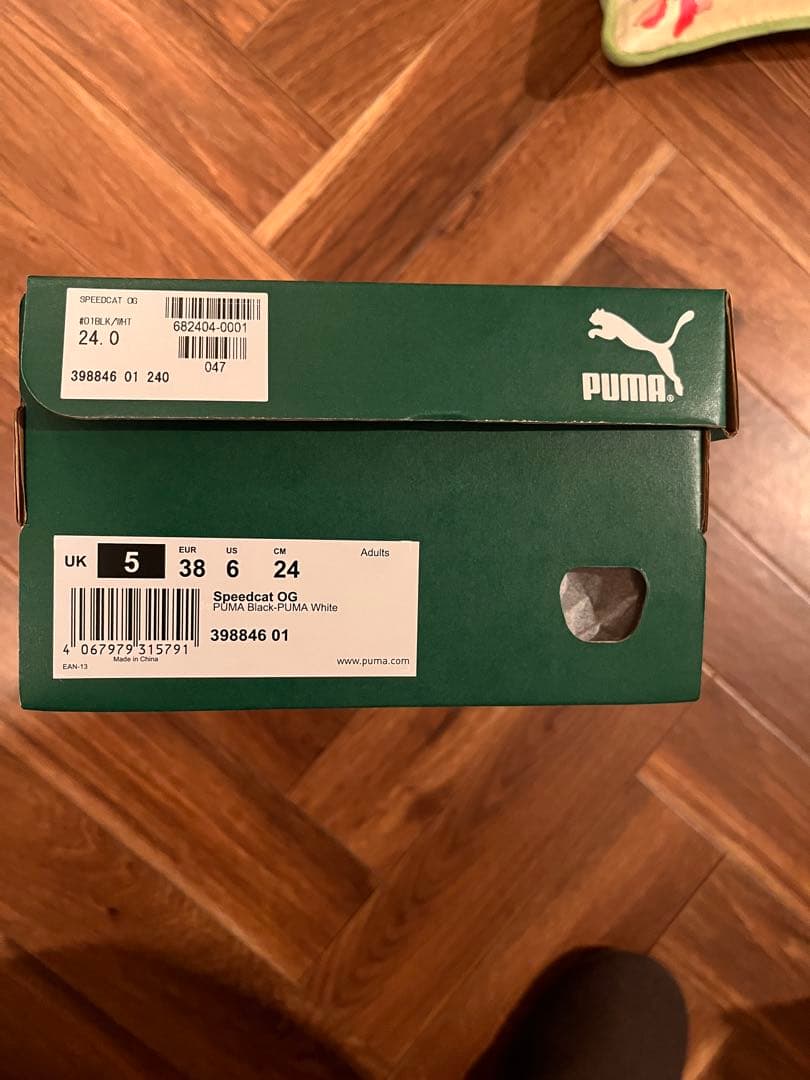 SPEEDCAT OG
#01BLK/WHT
24.0
682404-0001
047
398846 01 240
PUMA®
UK 5
EUR 38
US 6
CM 24
Adults
Speedcat OG
PUMA Black-PUMA White
398846 01
4 067979 315791
Made in China
EAN-13
www.puma.com